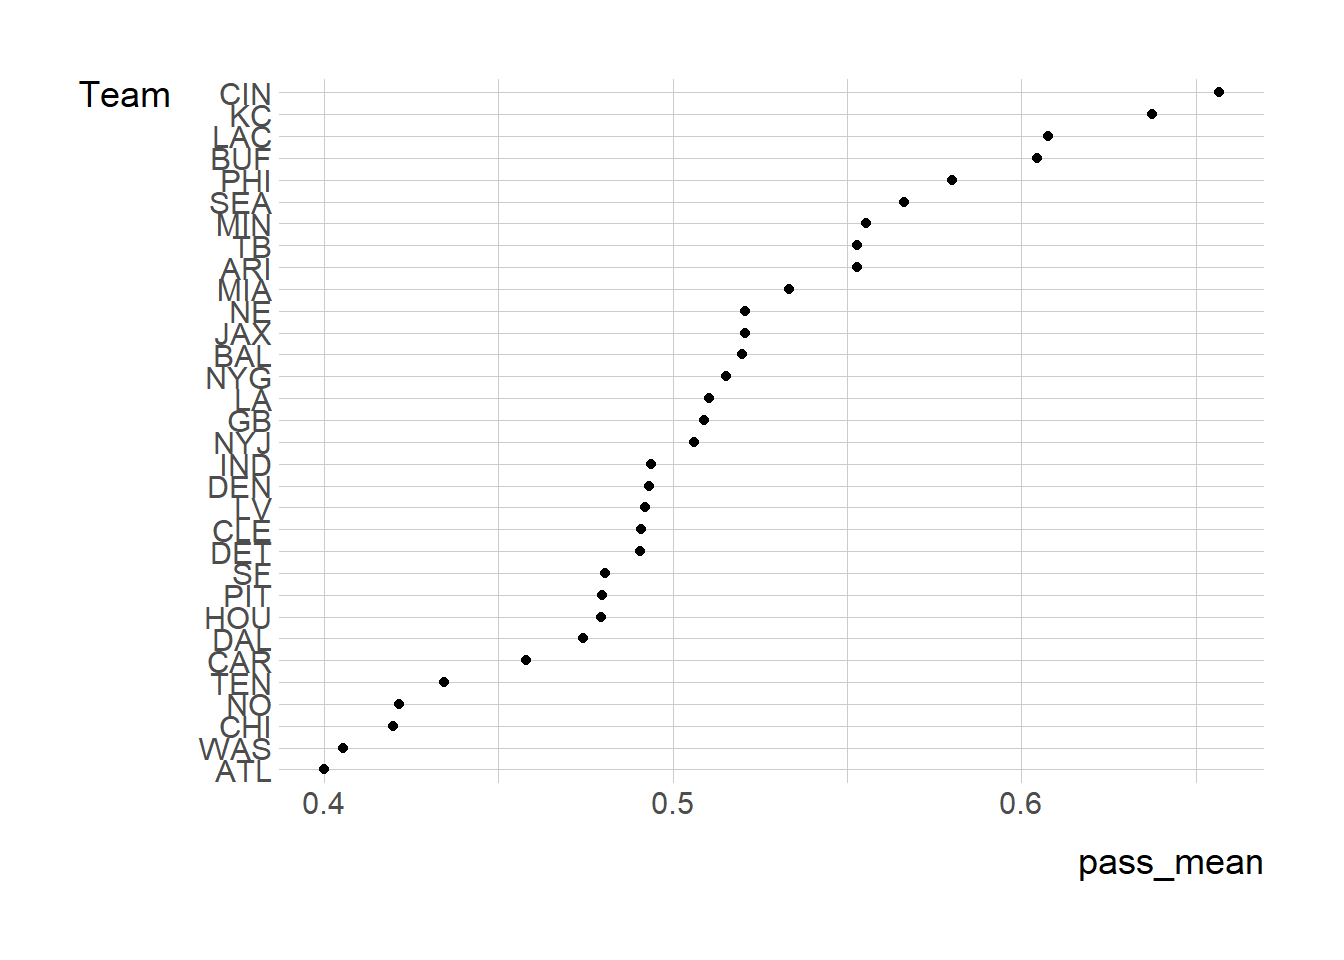 Team
CIN
KC
LAC
BUF
PHI
SEA
MIN
TB
ARI
MIA
NE
JAX
BAL
NYG
LA
GB
NYJ
IND
DEN
LV
CLE
DET
SF
PIT
HOU
DAL
CAR
TEN
NO
CHI
WAS
ATL
0.4 0.5 0.6
pass_mean